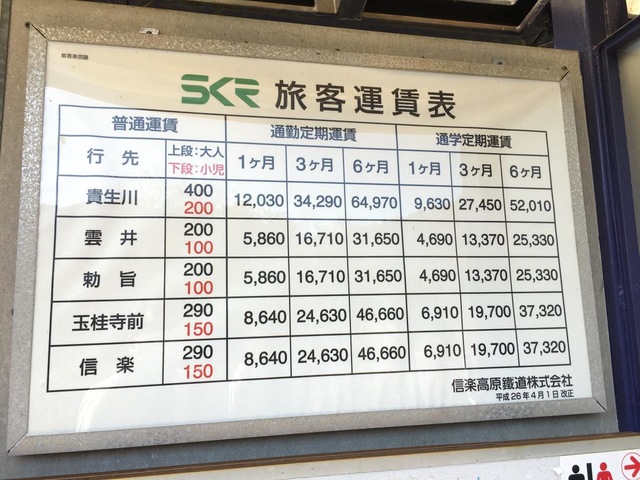 紫香楽宮跡
SKR 旅客運賃表
普通運賃 通勤定期運賃 通学定期運賃
行先 上段:大人 下段:小児 1ヶ月 3ヶ月 6ヶ月 1ヶ月 3ヶ月 6ヶ月
貴生川 400 200 12,030 34,290 64,970 9,630 27,450 52,010
雲井 200 100 5,860 16,710 31,650 4,690 13,370 25,330
勅旨 200 100 5,860 16,710 31,650 4,690 13,370 25,330
玉桂寺前 290 150 8,640 24,630 46,660 6,910 19,700 37,320
信楽 290 150 8,640 24,630 46,660 6,910 19,700 37,320
信楽高原鐵道株式会社
平成26年4月1日改正